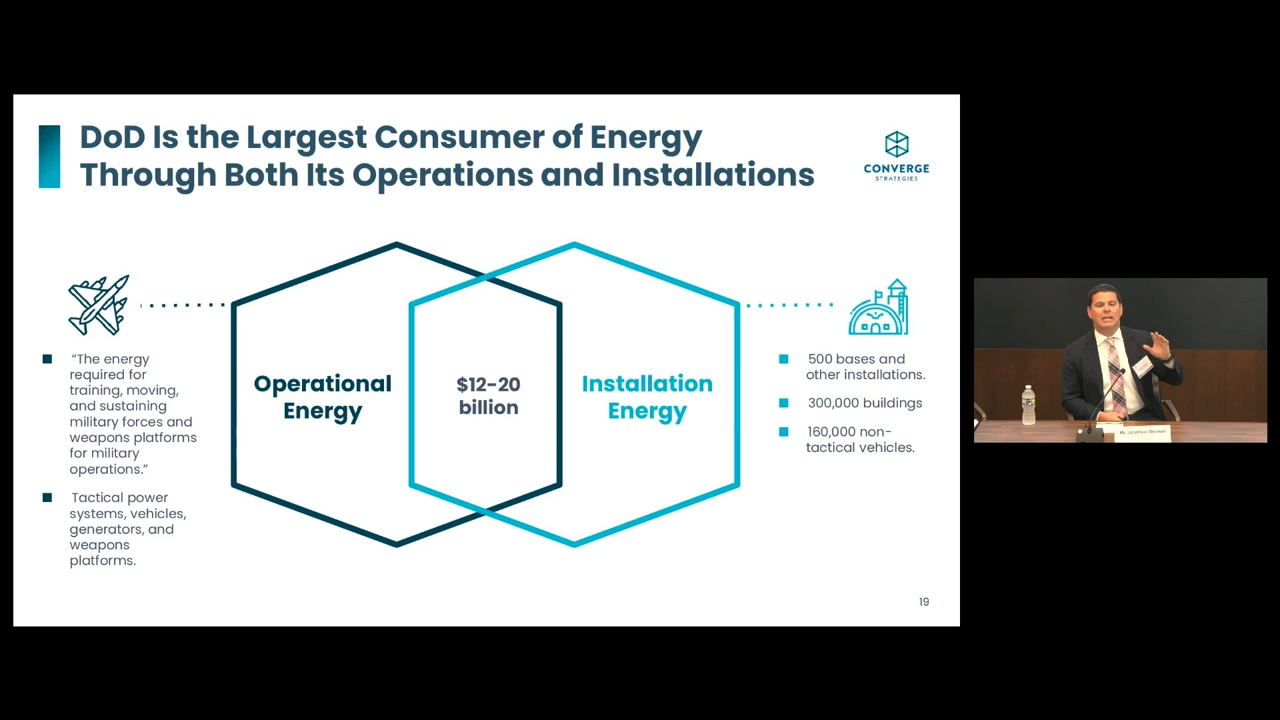 DoD Is the Largest Consumer of Energy
Through Both Its Operations and Installations
CONVERGE
STRATEGIES
“The energy
required for
training, moving,
and sustaining
military forces and
weapons platforms
for military
operations.”
Tactical power
systems, vehicles,
generators, and
weapons
platforms.
Operational
Energy
$12-20
billion
Installation
Energy
500 bases and
other installations.
300,000 buildings
160,000 non-
tactical vehicles.
19